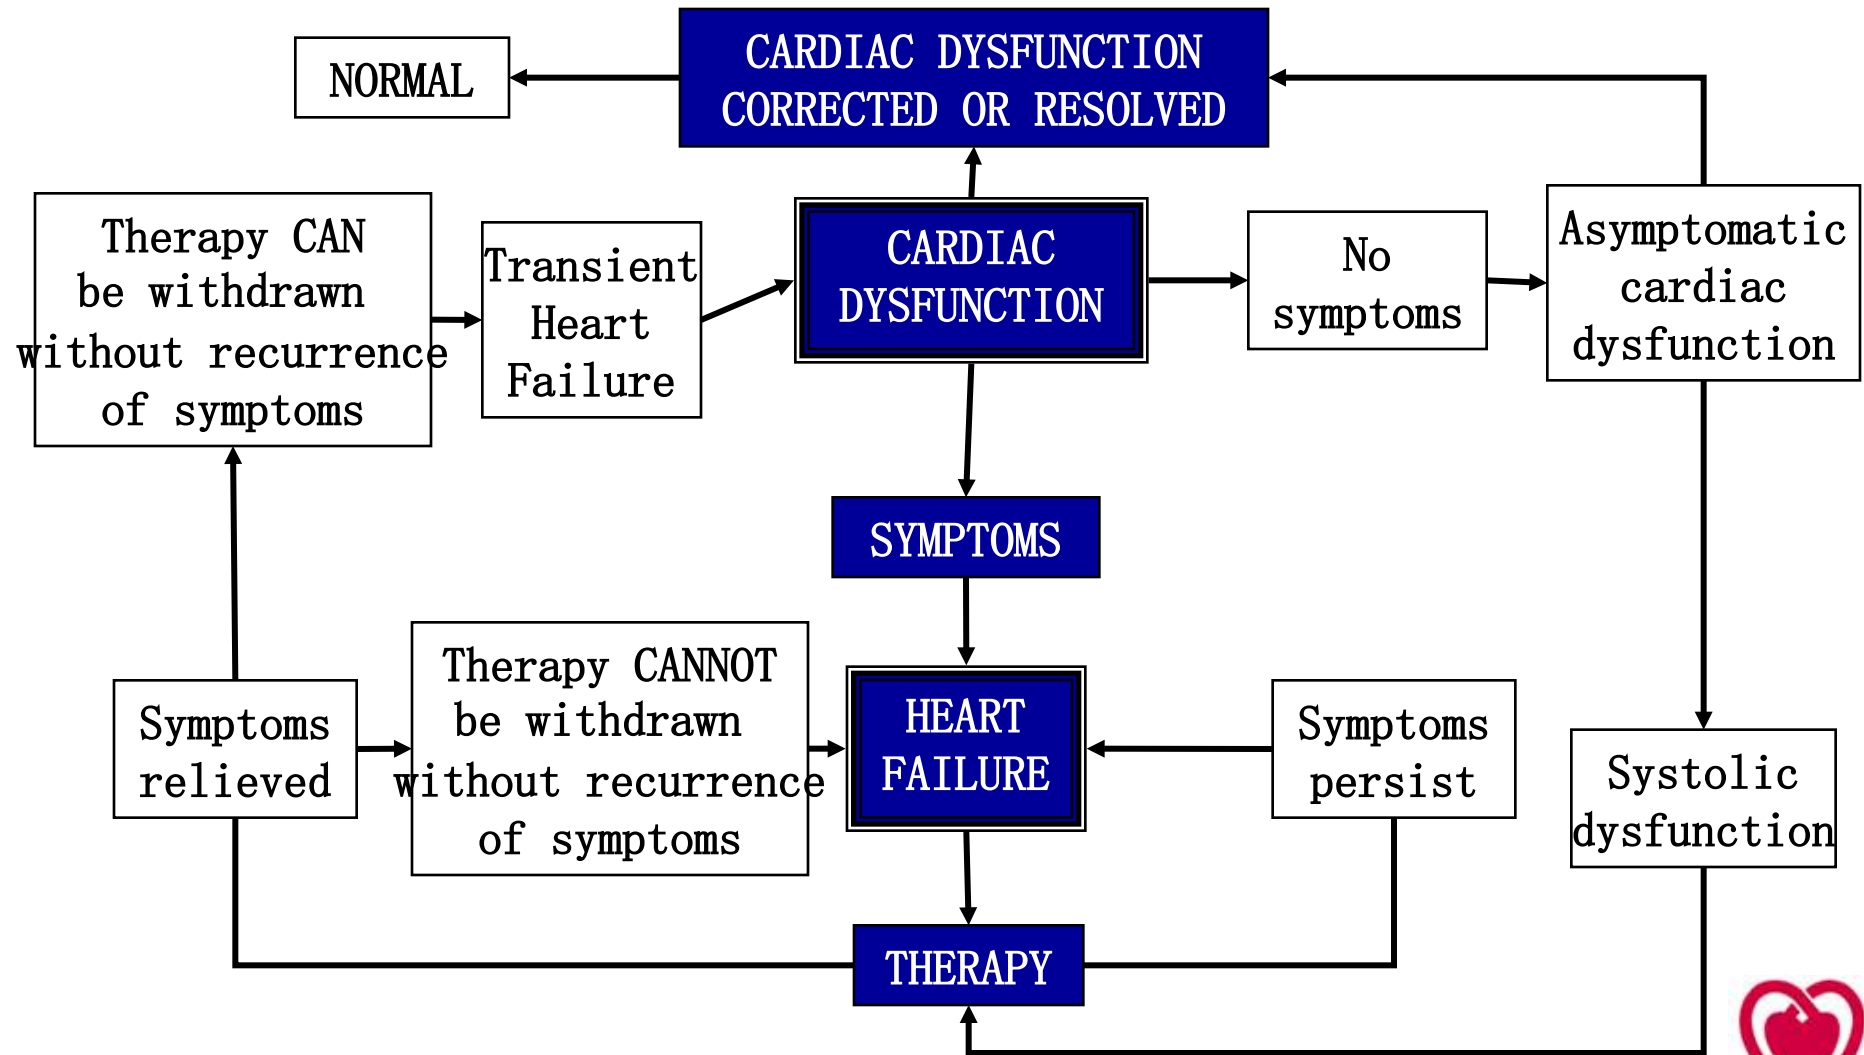 CARDIAC DYSFUNCTION
CORRECTED OR RESOLVED
NORMAL
Therapy CAN
be withdrawn
without recurrence
of symptoms
Transient
Heart
Failure
CARDIAC
DYSFUNCTION
No
symptoms
Asymptomatic
cardiac
dysfunction
SYMPTOMS
Symptoms
relieved
Therapy CANNOT
be withdrawn
without recurrence
of symptoms
HEART
FAILURE
Symptoms
persist
Systolic
dysfunction
THERAPY